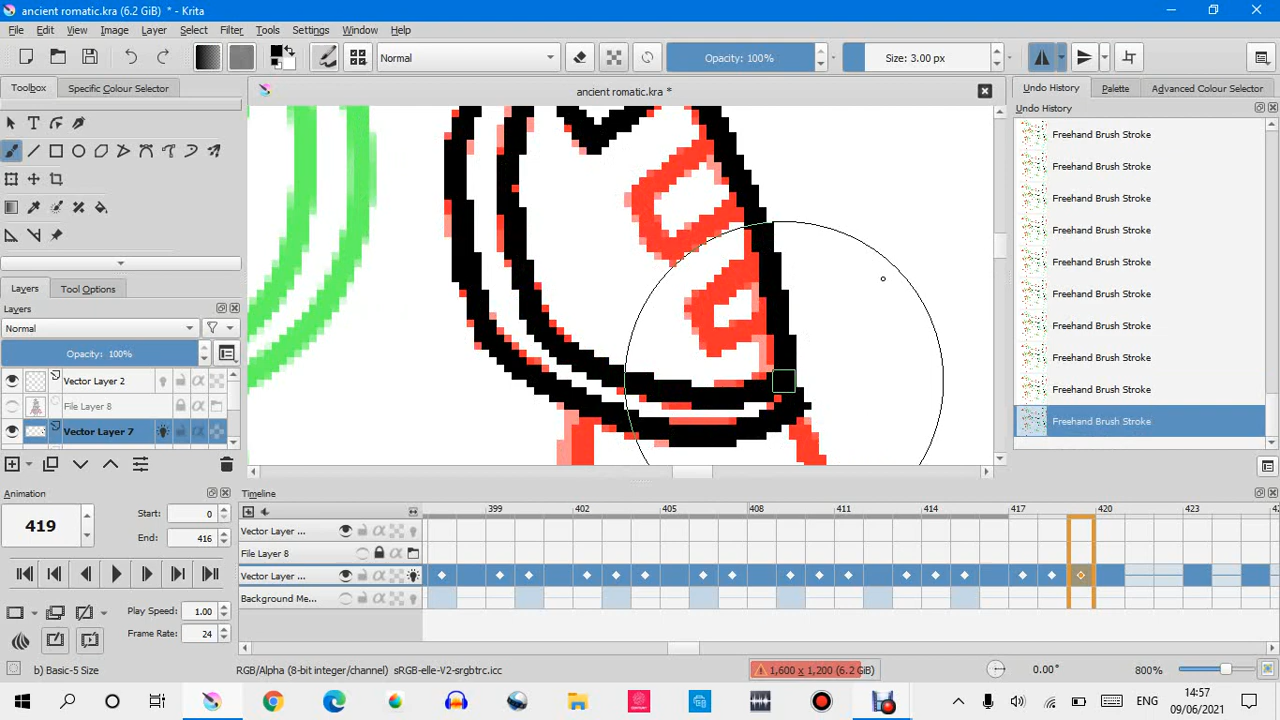 ancient romatic.kra (6.2 GiB) * - Krita
File Edit View Image Layer Select Filter Tools Settings Window Help
Normal
Opacity: 100%
Size: 3.00 px
Toolbox
Specific Colour Selector
ancient romatic.kra *
Undo History
Palette
Advanced Colour Selector
Undo History
Freehand Brush Stroke
Freehand Brush Stroke
Freehand Brush Stroke
Freehand Brush Stroke
Freehand Brush Stroke
Freehand Brush Stroke
Freehand Brush Stroke
Freehand Brush Stroke
Freehand Brush Stroke
Freehand Brush Stroke
Layers
Tool Options
Normal
Opacity: 100%
Vector Layer 2
File Layer 8
Vector Layer 7
Animation
419
Start: 0
End: 416
Play Speed: 1.00
Frame Rate: 24
Timeline
399 402 405 408 411 414 417 420 423
Vector Layer ...
File Layer 8
Vector Layer ...
Background Me...
b) Basic-5 Size
RGB/Alpha (8-bit integer/channel) sRGB-elle-V2-srgbtrc.icc
1,600 x 1,200 (6.2 GiB)
0.00°
800%
ENG
14:57
09/06/2021